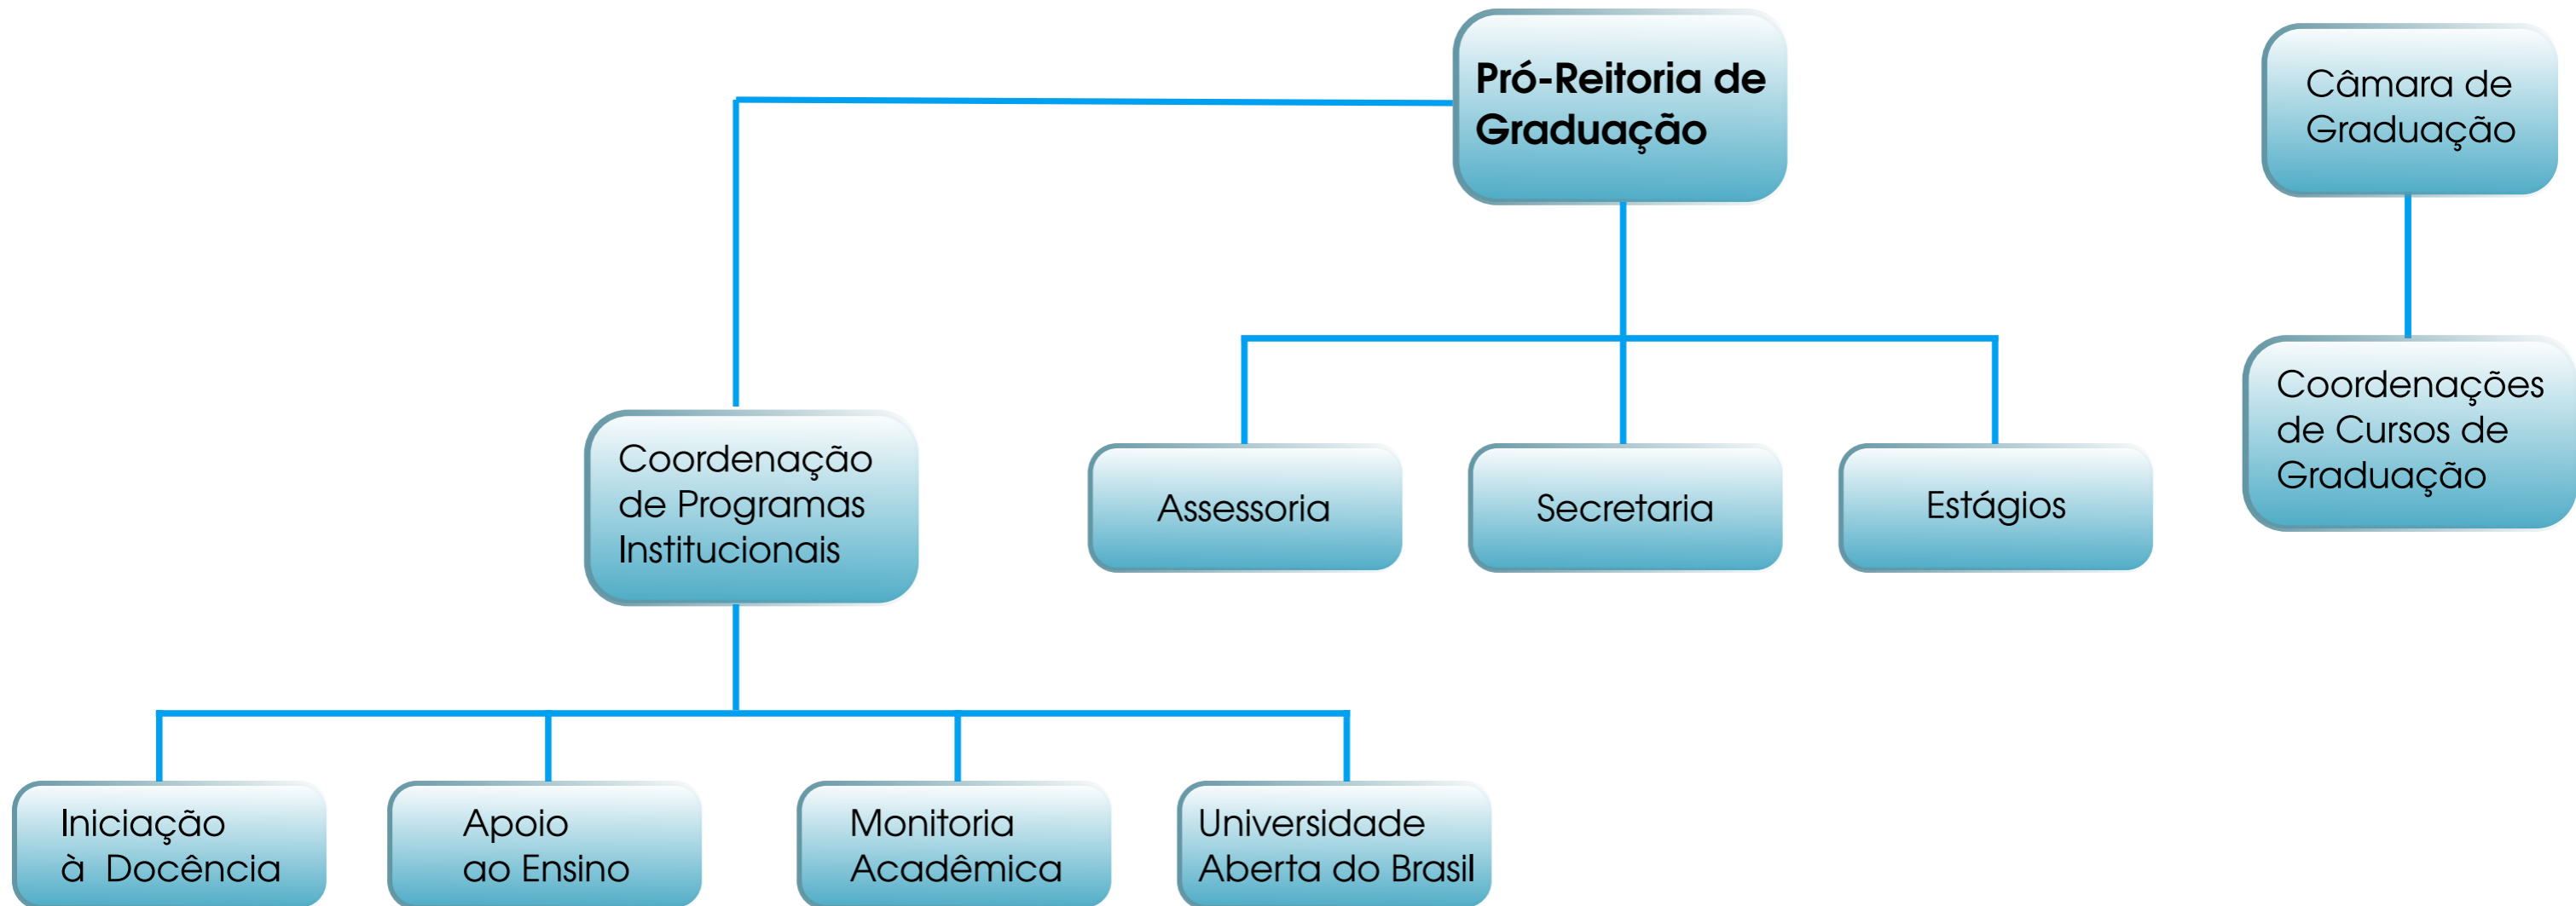 Pró-Reitoria de
Graduação
Câmara de
Graduação
Coordenação
de Programas
Institucionais
Assessoria
Secretaria
Estágios
Coordenações
de Cursos de
Graduação
Iniciação
à Docência
Apoio
ao Ensino
Monitoria
Acadêmica
Universidade
Aberta do Brasil